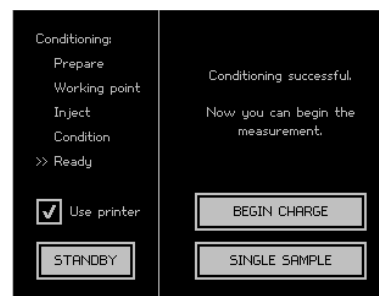 Conditioning:
Prepare
Working point
Inject
Condition
>> Ready
Use printer
STANDBY
Conditioning successful.
Now you can begin the
measurement.
BEGIN CHARGE
SINGLE SAMPLE